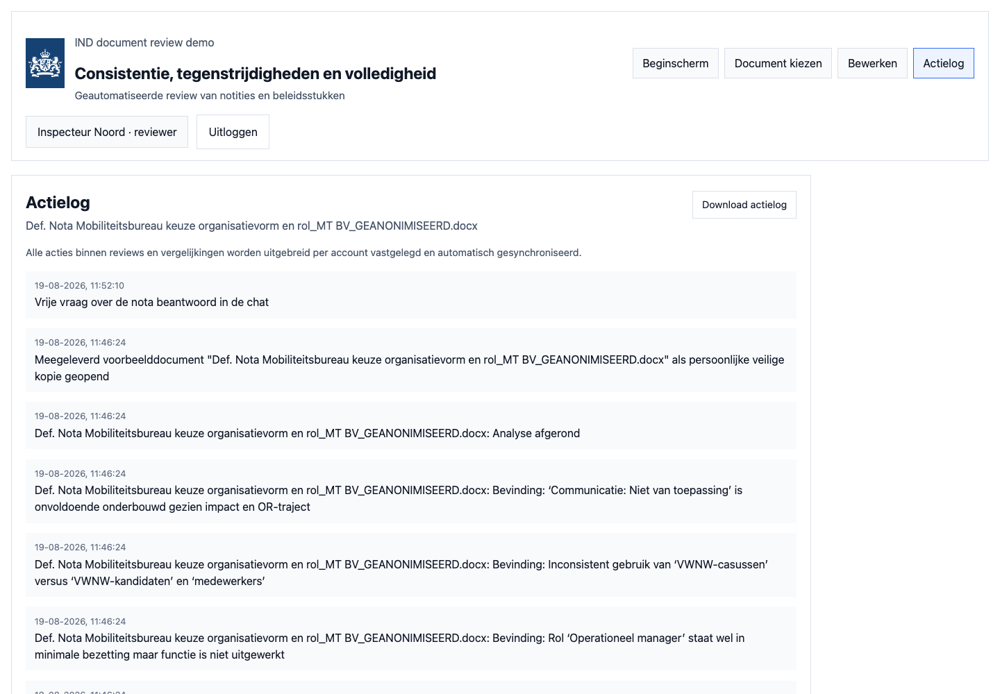 IND document review demo
Consistentie, tegenstrijdigheden en volledigheid
Geautomatiseerde review van notities en beleidsstukken
Beginscherm
Document kiezen
Bewerken
Actielog
Inspecteur Noord · reviewer
Uitloggen
Actielog
Download actielog
Def. Nota Mobiliteitsbureau keuze organisatievorm en rol_MT BV_GEANONIMISEERD.docx
Alle acties binnen reviews en vergelijkingen worden uitgebreid per account vastgelegd en automatisch gesynchroniseerd.
19-08-2026, 11:52:10
Vrije vraag over de nota beantwoord in de chat
19-08-2026, 11:46:24
Meegeleverd voorbeelddocument "Def. Nota Mobiliteitsbureau keuze organisatievorm en rol_MT BV_GEANONIMISEERD.docx" als persoonlijke veilige
kopie geopend
19-08-2026, 11:46:24
Def. Nota Mobiliteitsbureau keuze organisatievorm en rol_MT BV_GEANONIMISEERD.docx: Analyse afgerond
19-08-2026, 11:46:24
Def. Nota Mobiliteitsbureau keuze organisatievorm en rol_MT BV_GEANONIMISEERD.docx: Bevinding: ‘Communicatie: Niet van toepassing’ is
onvoldoende onderbouwd gezien impact en OR-traject
19-08-2026, 11:46:24
Def. Nota Mobiliteitsbureau keuze organisatievorm en rol_MT BV_GEANONIMISEERD.docx: Bevinding: Inconsistent gebruik van ‘VWNW-casussen’
versus ‘VWNW-kandidaten’ en ‘medewerkers’
19-08-2026, 11:46:24
Def. Nota Mobiliteitsbureau keuze organisatievorm en rol_MT BV_GEANONIMISEERD.docx: Bevinding: Rol ‘Operationeel manager’ staat wel in
minimale bezetting maar functie is niet uitgewerkt
19-08-2026, 11:46:24